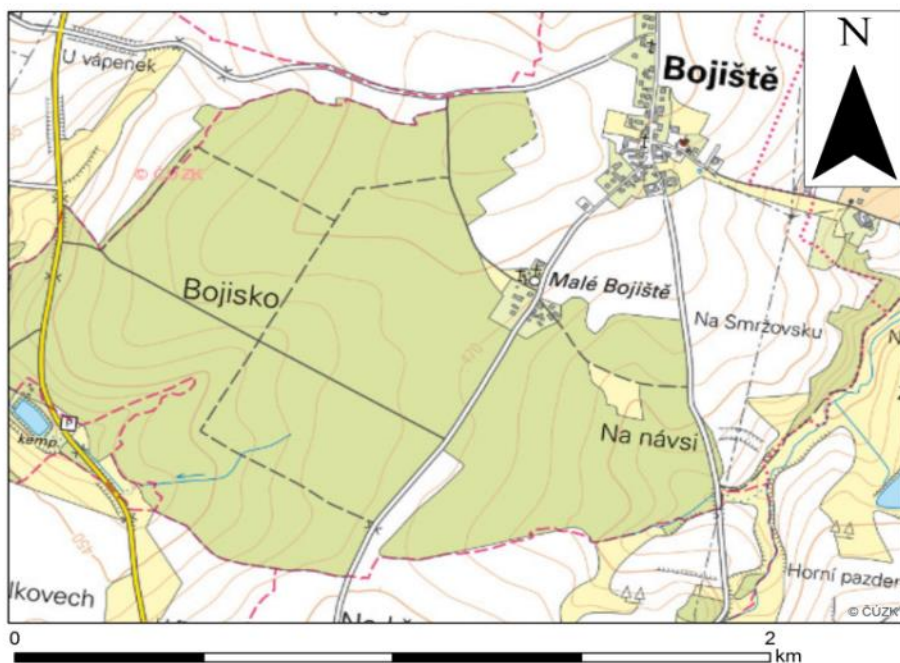 N
U vápenek
Bojiště
© ČÚZK
Bojisko
Malé Bojiště
Na Smržovsku
470
Na návsi
P
kemp
450
Horní pazder
lkovech
© ČÚZK
0
2
km